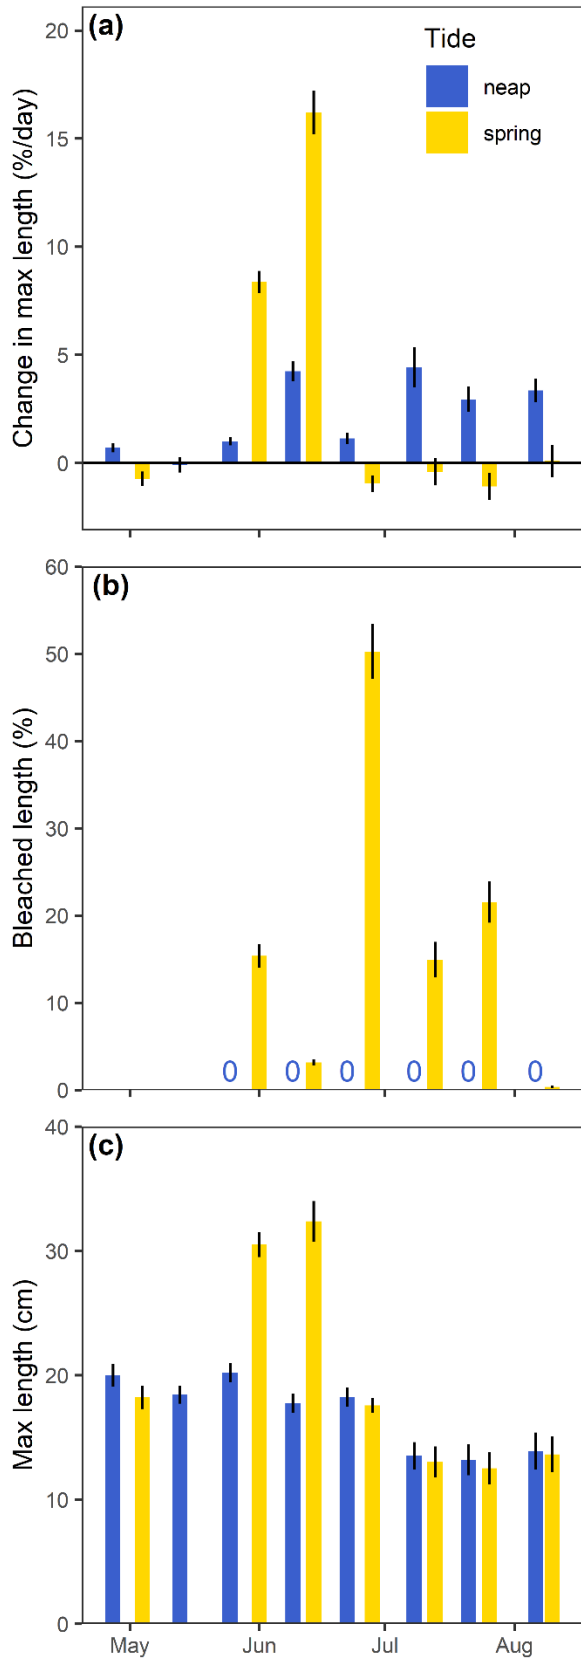 (a)
Tide
neap
spring
Change in max length (%/day)
20
15
10
5
0
(b)
Bleached length (%)
60
50
40
30
20
10
0
0 0 0 0 0 0
(c)
Max length (cm)
40
30
20
10
0
May Jun Jul Aug